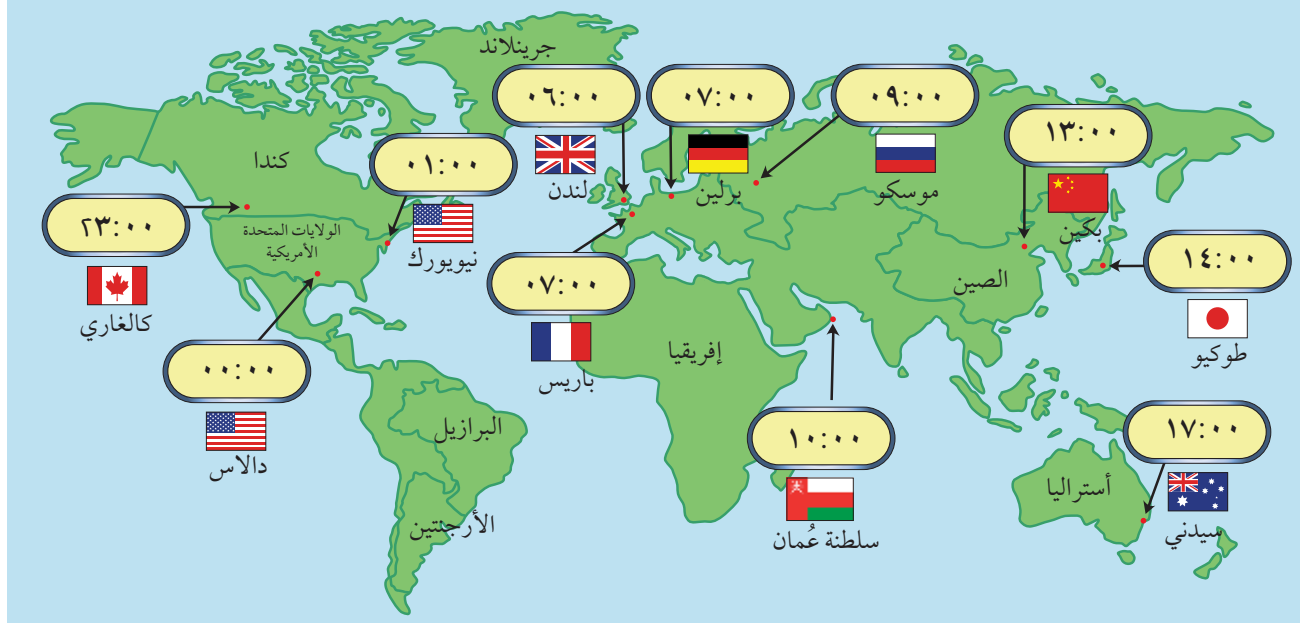 جرينلاند
٠٦:٠٠
لندن
٠٧:٠٠
برلين
٠٩:٠٠
موسكو
١٣:٠٠
بكين
كندا
٠١:٠٠
نيويورك
٢٣:٠٠
كالغاري
الولايات المتحدة
الأمريكية
٠٧:٠٠
باريس
الصين
١٤:٠٠
طوكيو
٠٠:٠٠
دالاس
إفريقيا
١٠:٠٠
سلطنة عُمان
البرازيل
١٧:٠٠
سيدني
أستراليا
الأرجنتين